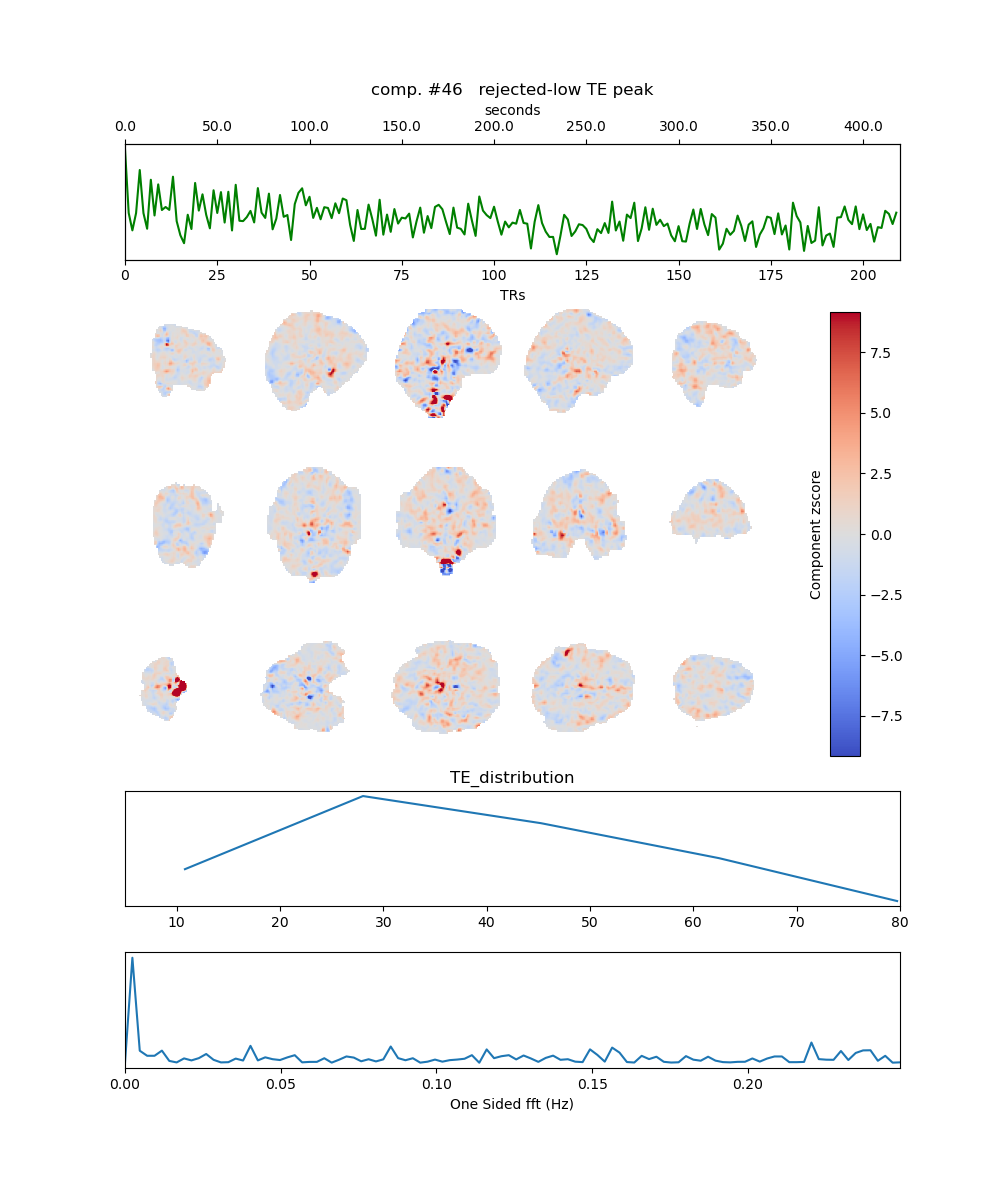 comp. #46   rejected-low TE peak
seconds
0.0 50.0 100.0 150.0 200.0 250.0 300.0 350.0 400.0
0 25 50 75 100 125 150 175 200
TRs
7.5
5.0
2.5
0.0
−2.5
−5.0
−7.5
Component zscore
TE_distribution
10 20 30 40 50 60 70 80
0.00 0.05 0.10 0.15 0.20
One Sided fft (Hz)